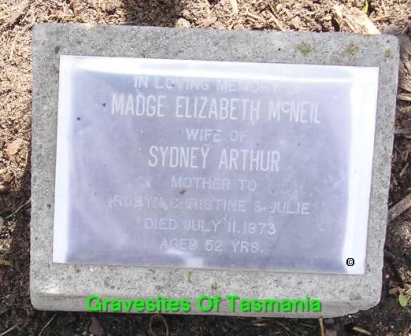 IN LOVING MEMORY OF
MADGE ELIZABETH McNEIL
WIFE OF
SYDNEY ARTHUR
MOTHER TO
ROBYN, CHRISTINE & JULIE
DIED JULY 11, 1973
AGED 52 YRS.
Gravesites Of Tasmania